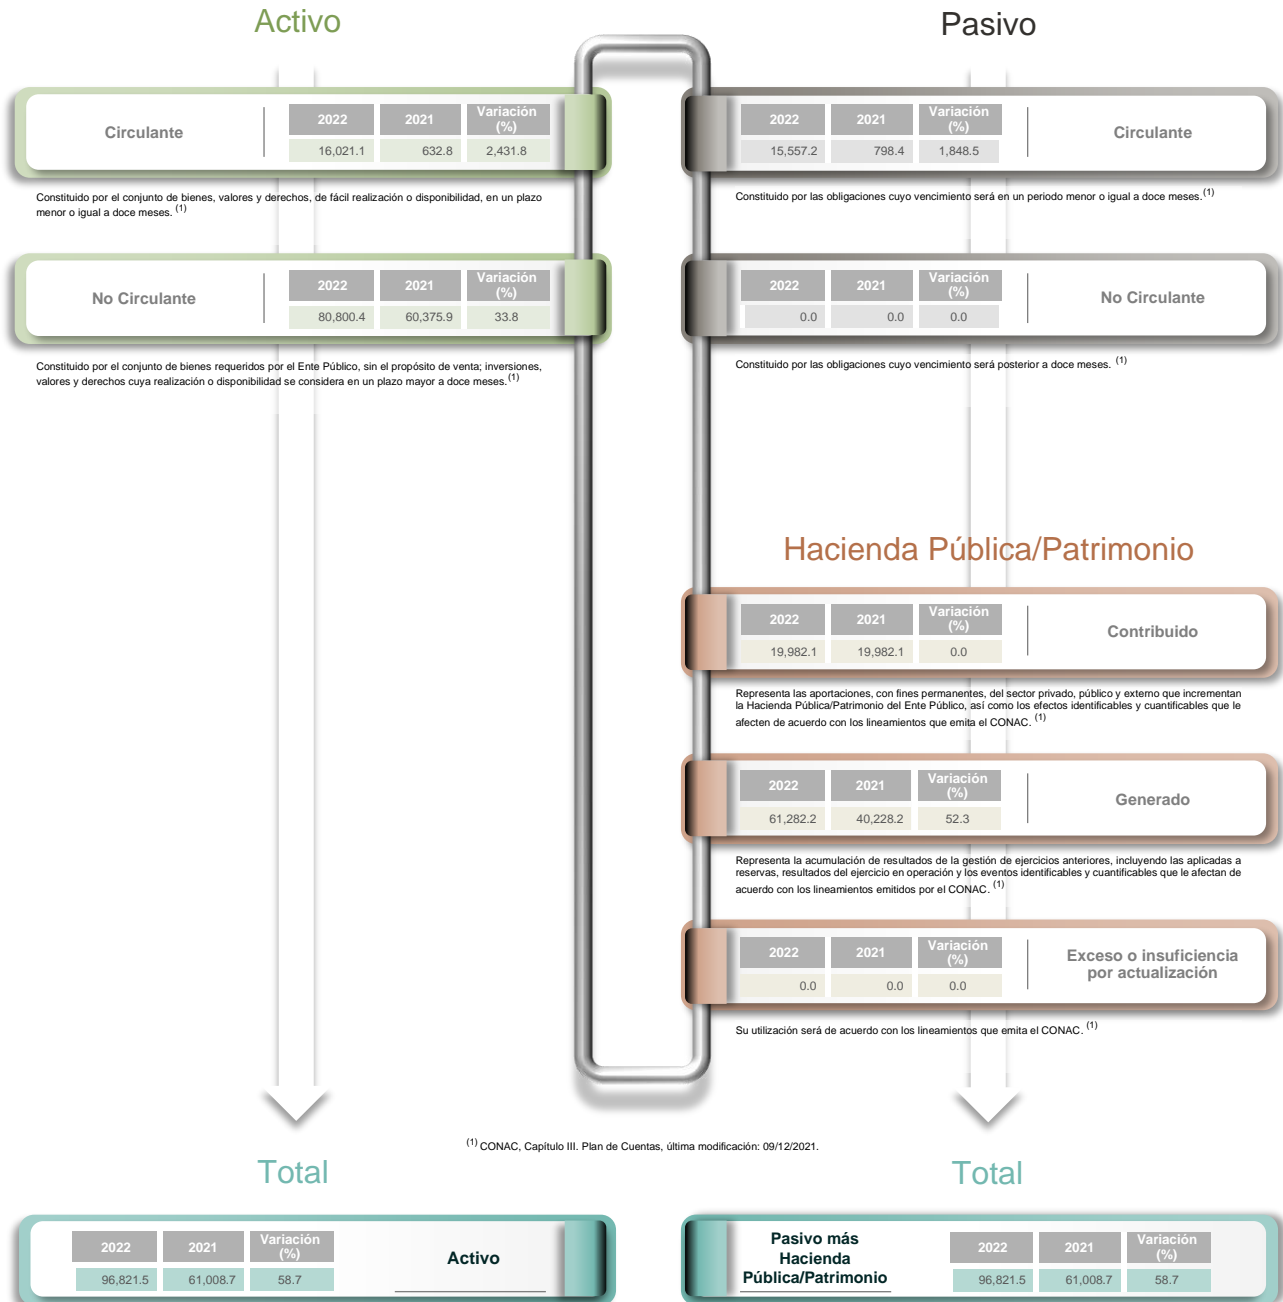 Activo
Circulante
2022 2021 Variación (%)
16,021.1 632.8 2,431.8
Constituido por el conjunto de bienes, valores y derechos, de fácil realización o disponibilidad, en un plazo
menor o igual a doce meses. (1)
No Circulante
2022 2021 Variación (%)
80,800.4 60,375.9 33.8
Constituido por el conjunto de bienes requeridos por el Ente Público, sin el propósito de venta; inversiones,
valores y derechos cuya realización o disponibilidad se considera en un plazo mayor a doce meses.(1)
Pasivo
2022 2021 Variación (%)
15,557.2 798.4 1,848.5
Circulante
Constituido por las obligaciones cuyo vencimiento será en un periodo menor o igual a doce meses.(1)
2022 2021 Variación (%)
0.0 0.0 0.0
No Circulante
Constituido por las obligaciones cuyo vencimiento será posterior a doce meses. (1)
Hacienda Pública/Patrimonio
2022 2021 Variación (%)
19,982.1 19,982.1 0.0
Contribuido
Representa las aportaciones, con fines permanentes, del sector privado, público y externo que incrementan
la Hacienda Pública/Patrimonio del Ente Público, así como los efectos identificables y cuantificables que le
afecten de acuerdo con los lineamientos que emita el CONAC. (1)
2022 2021 Variación (%)
61,282.2 40,228.2 52.3
Generado
Representa la acumulación de resultados de la gestión de ejercicios anteriores, incluyendo las aplicadas a
reservas, resultados del ejercicio en operación y los eventos identificables y cuantificables que le afectan de
acuerdo con los lineamientos emitidos por el CONAC. (1)
2022 2021 Variación (%)
0.0 0.0 0.0
Exceso o insuficiencia
por actualización
Su utilización será de acuerdo con los lineamientos que emita el CONAC. (1)
(1) CONAC, Capítulo III. Plan de Cuentas, última modificación: 09/12/2021.
Total
2022 2021 Variación (%)
96,821.5 61,008.7 58.7
Activo
Total
Pasivo más
Hacienda
Pública/Patrimonio
2022 2021 Variación (%)
96,821.5 61,008.7 58.7